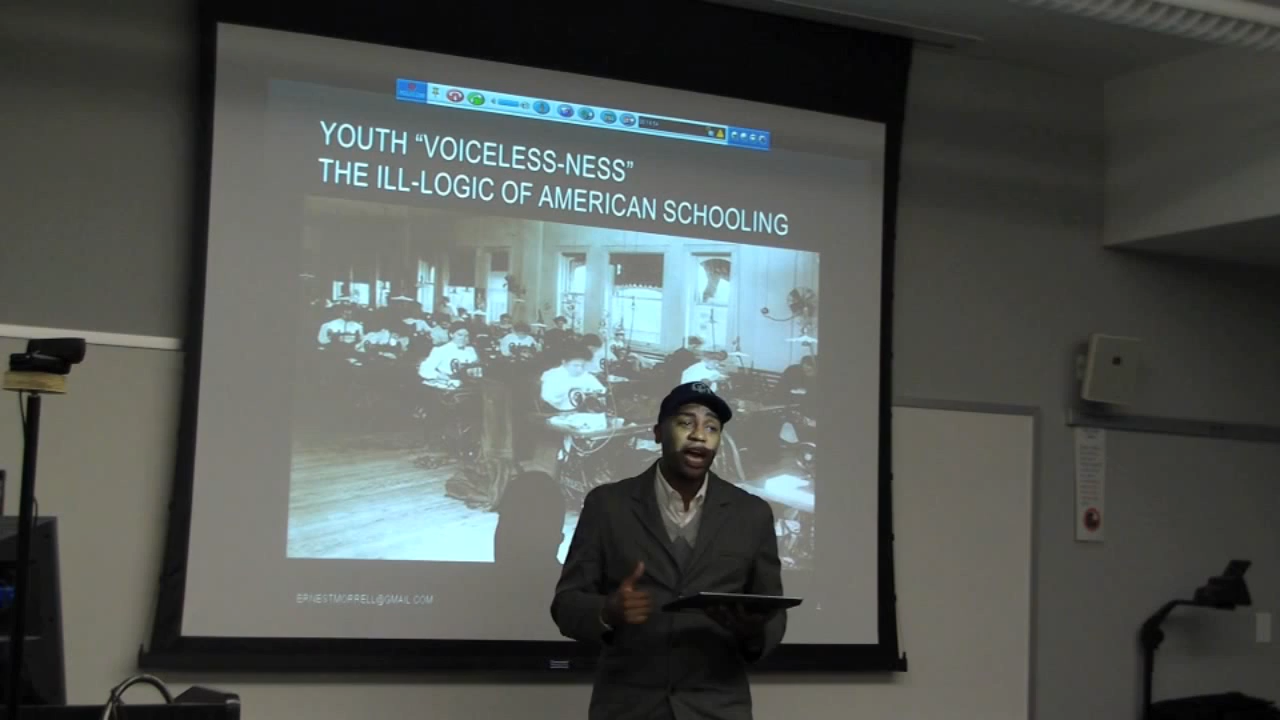 YOUTH “VOICELESS-NESS”
THE ILL-LOGIC OF AMERICAN SCHOOLING
ERNESTMORRELL@GMAIL.COM